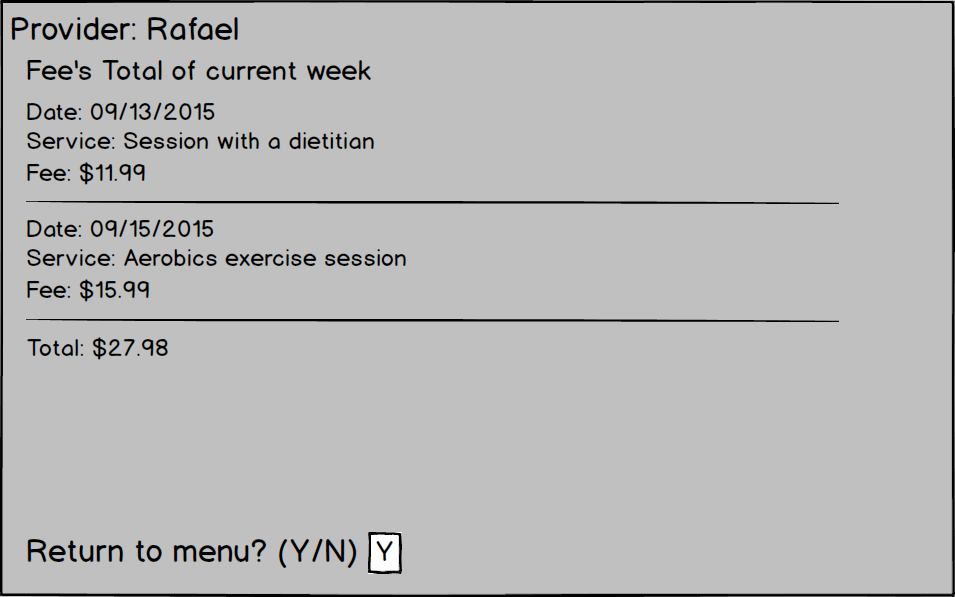 Provider: Rafael
Fee's Total of current week
Date: 09/13/2015
Service: Session with a dietitian
Fee: $11.99
Date: 09/15/2015
Service: Aerobics exercise session
Fee: $15.99
Total: $27.98
Return to menu? (Y/N) Y